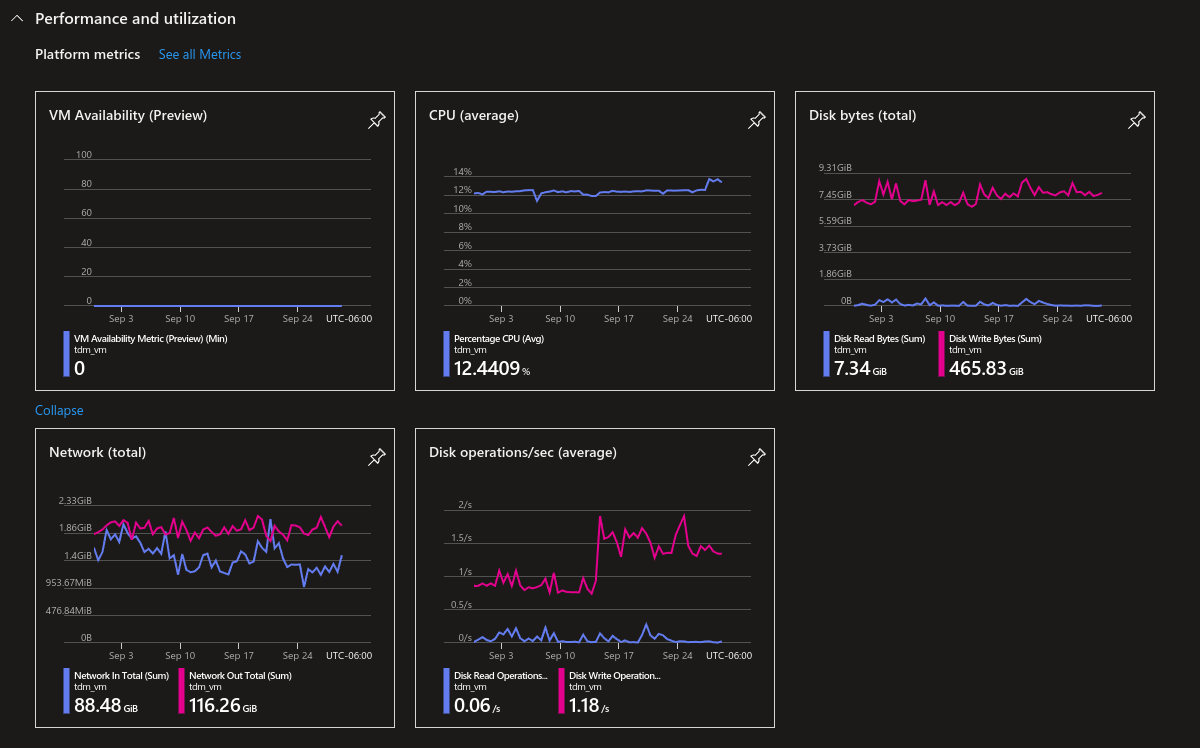 Performance and utilization
Platform metrics See all Metrics
VM Availability (Preview)
100
80
60
40
20
0
Sep 3 Sep 10 Sep 17 Sep 24 UTC-06:00
VM Availability Metric (Preview) (Min)
tdm_vm
0
CPU (average)
14%
12%
10%
8%
6%
4%
2%
0%
Sep 3 Sep 10 Sep 17 Sep 24 UTC-06:00
Percentage CPU (Avg)
tdm_vm
12.4409 %
Disk bytes (total)
9.31GiB
7.45GiB
5.59GiB
3.73GiB
1.86GiB
0B
Sep 3 Sep 10 Sep 17 Sep 24 UTC-06:00
Disk Read Bytes (Sum) Disk Write Bytes (Sum)
tdm_vm tdm_vm
7.34 GiB 465.83 GiB
Collapse
Network (total)
2.33GiB
1.86GiB
1.4GiB
953.67MiB
476.84MiB
0B
Sep 3 Sep 10 Sep 17 Sep 24 UTC-06:00
Network In Total (Sum) Network Out Total (Sum)
tdm_vm tdm_vm
88.48 GiB 116.26 GiB
Disk operations/sec (average)
2/s
1.5/s
1/s
0.5/s
0/s
Sep 3 Sep 10 Sep 17 Sep 24 UTC-06:00
Disk Read Operations... Disk Write Operation...
tdm_vm tdm_vm
0.06 /s 1.18 /s